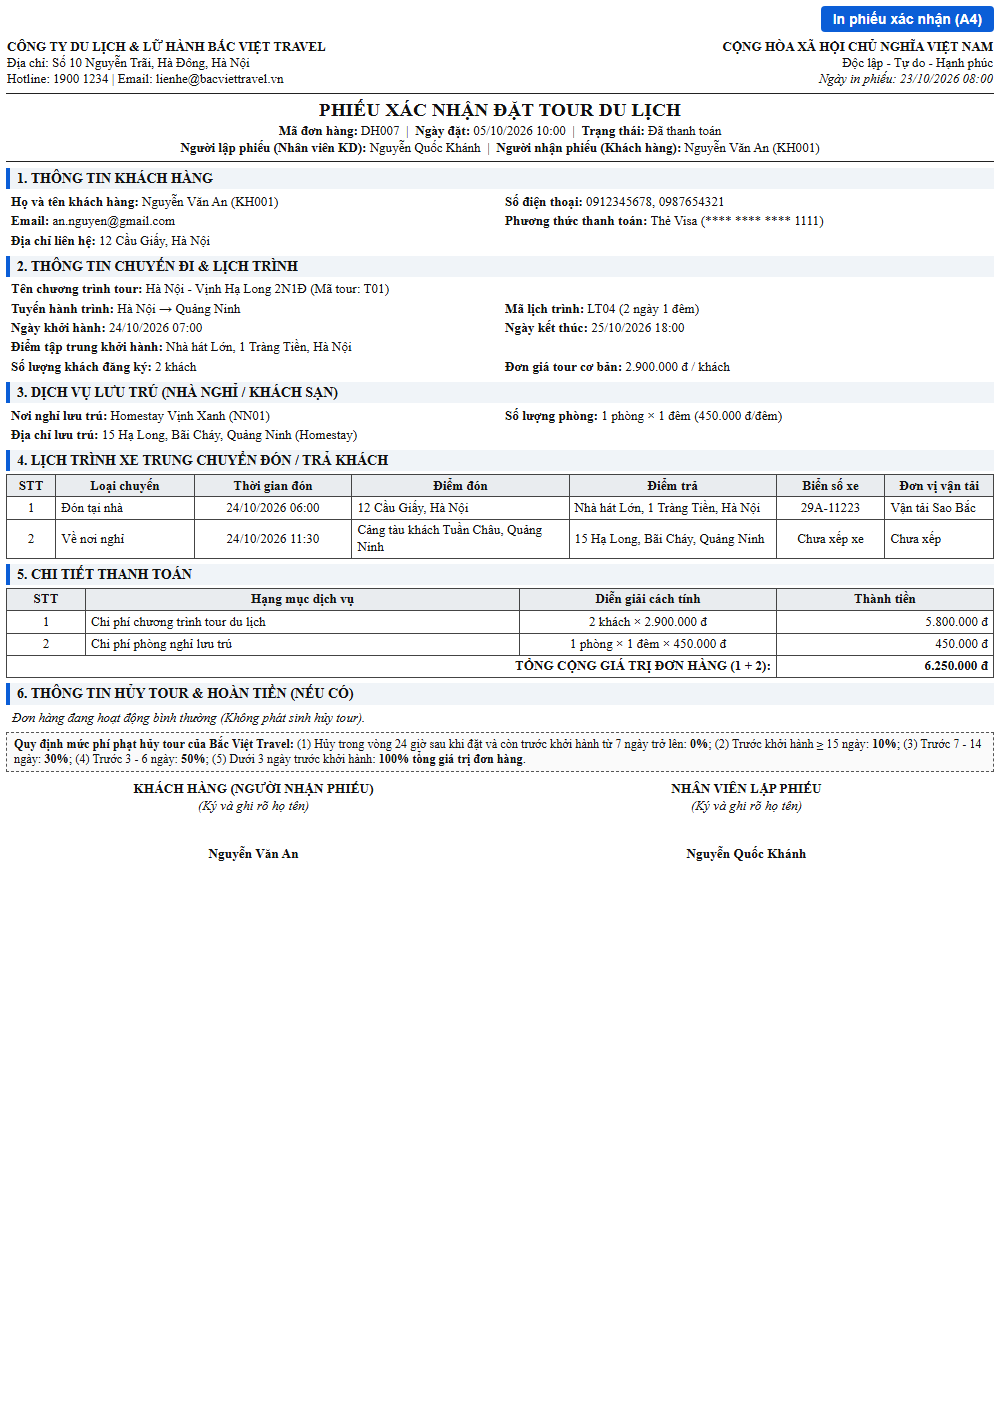 In phiếu xác nhận (A4)
CÔNG TY DU LỊCH & LỮ HÀNH BẮC VIỆT TRAVEL
Địa chỉ: Số 10 Nguyễn Trãi, Hà Đông, Hà Nội
Hotline: 1900 1234 | Email: lienhe@bacviettravel.vn
CỘNG HÒA XÃ HỘI CHỦ NGHĨA VIỆT NAM
Độc lập - Tự do - Hạnh phúc
Ngày in phiếu: 23/10/2026 08:00
PHIẾU XÁC NHẬN ĐẶT TOUR DU LỊCH
Mã đơn hàng: DH007 | Ngày đặt: 05/10/2026 10:00 | Trạng thái: Đã thanh toán
Người lập phiếu (Nhân viên KD): Nguyễn Quốc Khánh | Người nhận phiếu (Khách hàng): Nguyễn Văn An (KH001)
1. THÔNG TIN KHÁCH HÀNG
Họ và tên khách hàng: Nguyễn Văn An (KH001) Số điện thoại: 0912345678, 0987654321
Email: an.nguyen@gmail.com Phương thức thanh toán: Thẻ Visa (**** **** **** 1111)
Địa chỉ liên hệ: 12 Cầu Giấy, Hà Nội
2. THÔNG TIN CHUYẾN ĐI & LỊCH TRÌNH
Tên chương trình tour: Hà Nội - Vịnh Hạ Long 2N1Đ (Mã tour: T01)
Tuyến hành trình: Hà Nội → Quảng Ninh Mã lịch trình: LT04 (2 ngày 1 đêm)
Ngày khởi hành: 24/10/2026 07:00 Ngày kết thúc: 25/10/2026 18:00
Điểm tập trung khởi hành: Nhà hát Lớn, 1 Tràng Tiền, Hà Nội
Số lượng khách đăng ký: 2 khách Đơn giá tour cơ bản: 2.900.000 đ / khách
3. DỊCH VỤ LƯU TRÚ (NHÀ NGHỈ / KHÁCH SẠN)
Nơi nghỉ lưu trú: Homestay Vịnh Xanh (NN01) Số lượng phòng: 1 phòng × 1 đêm (450.000 đ/đêm)
Địa chỉ lưu trú: 15 Hạ Long, Bãi Cháy, Quảng Ninh (Homestay)
4. LỊCH TRÌNH XE TRUNG CHUYỂN ĐÓN / TRẢ KHÁCH
STT Loại chuyến Thời gian đón Điểm đón Điểm trả Biển số xe Đơn vị vận tải
1 Đón tại nhà 24/10/2026 06:00 12 Cầu Giấy, Hà Nội Nhà hát Lớn, 1 Tràng Tiền, Hà Nội 29A-11223 Vận tải Sao Bắc
2 Về nơi nghỉ 24/10/2026 11:30 Cảng tàu khách Tuần Châu, Quảng Ninh 15 Hạ Long, Bãi Cháy, Quảng Ninh Chưa xếp xe Chưa xếp
5. CHI TIẾT THANH TOÁN
STT Hạng mục dịch vụ Diễn giải cách tính Thành tiền
1 Chi phí chương trình tour du lịch 2 khách × 2.900.000 đ 5.800.000 đ
2 Chi phí phòng nghỉ lưu trú 1 phòng × 1 đêm × 450.000 đ 450.000 đ
TỔNG CỘNG GIÁ TRỊ ĐƠN HÀNG (1 + 2): 6.250.000 đ
6. THÔNG TIN HỦY TOUR & HOÀN TIỀN (NẾU CÓ)
Đơn hàng đang hoạt động bình thường (Không phát sinh hủy tour).
Quy định mức phí phạt hủy tour của Bắc Việt Travel: (1) Hủy trong vòng 24 giờ sau khi đặt và còn trước khởi hành từ 7 ngày trở lên: 0%; (2) Trước khởi hành ≥ 15 ngày: 10%; (3) Trước 7 - 14
ngày: 30%; (4) Trước 3 - 6 ngày: 50%; (5) Dưới 3 ngày trước khởi hành: 100% tổng giá trị đơn hàng.
KHÁCH HÀNG (NGƯỜI NHẬN PHIẾU) NHÂN VIÊN LẬP PHIẾU
(Ký và ghi rõ họ tên) (Ký và ghi rõ họ tên)
Nguyễn Văn An Nguyễn Quốc Khánh